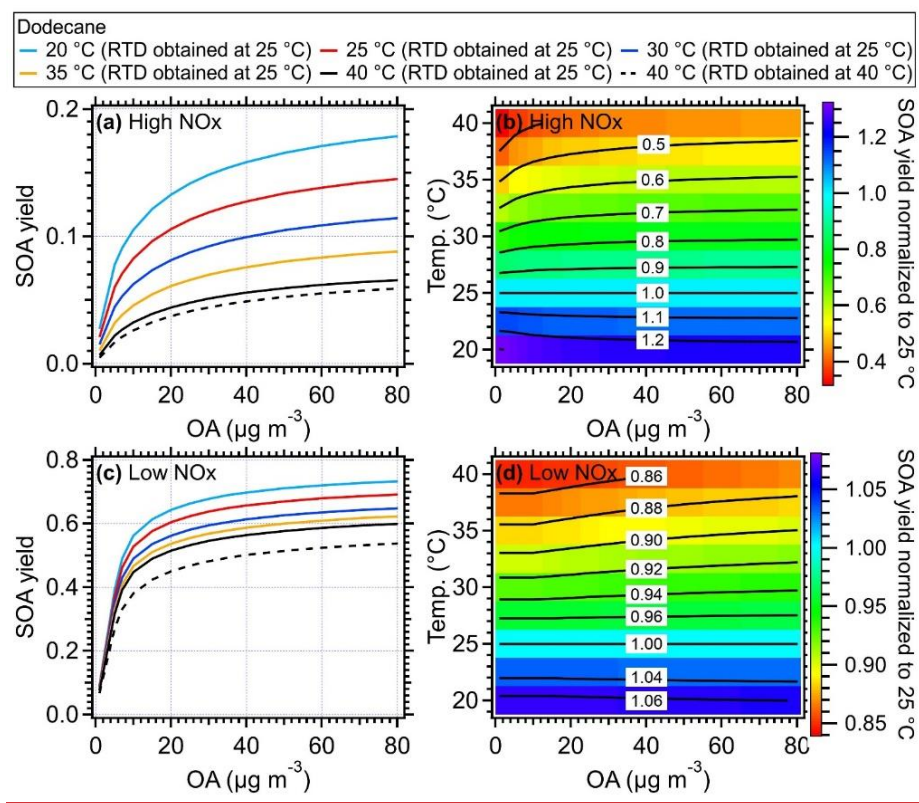 Dodecane
20 °C (RTD obtained at 25 °C) 25 °C (RTD obtained at 25 °C) 30 °C (RTD obtained at 25 °C)
35 °C (RTD obtained at 25 °C) 40 °C (RTD obtained at 25 °C) 40 °C (RTD obtained at 40 °C)
(a) High NOx
0.2
0.1
0.0
SOA yield
0 20 40 60 80
OA (µg m⁻³)
(b) High NOx
40
35
30
25
20
Temp. (°C)
0.5
0.6
0.7
0.8
0.9
1.0
1.1
1.2
0 20 40 60 80
OA (µg m⁻³)
1.2
1.0
0.8
0.6
0.4
SOA yield normalized to 25 °C
(c) Low NOx
0.8
0.6
0.4
0.2
0.0
SOA yield
0 20 40 60 80
OA (µg m⁻³)
(d) Low NOx
40
35
30
25
20
Temp. (°C)
0.86
0.88
0.90
0.92
0.94
0.96
1.00
1.04
1.06
0 20 40 60 80
OA (µg m⁻³)
1.05
1.00
0.95
0.90
0.85
SOA yield normalized to 25 °C